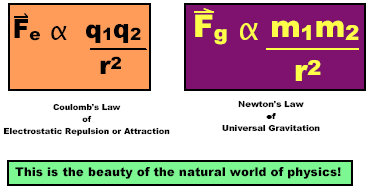 F⃗e ∝ q1q2
r²
F⃗g ∝ m1m2
r²
Coulomb's Law
of
Electrostatic Repulsion or Attraction
Newton's Law
of
Universal Gravitation
This is the beauty of the natural world of physics!